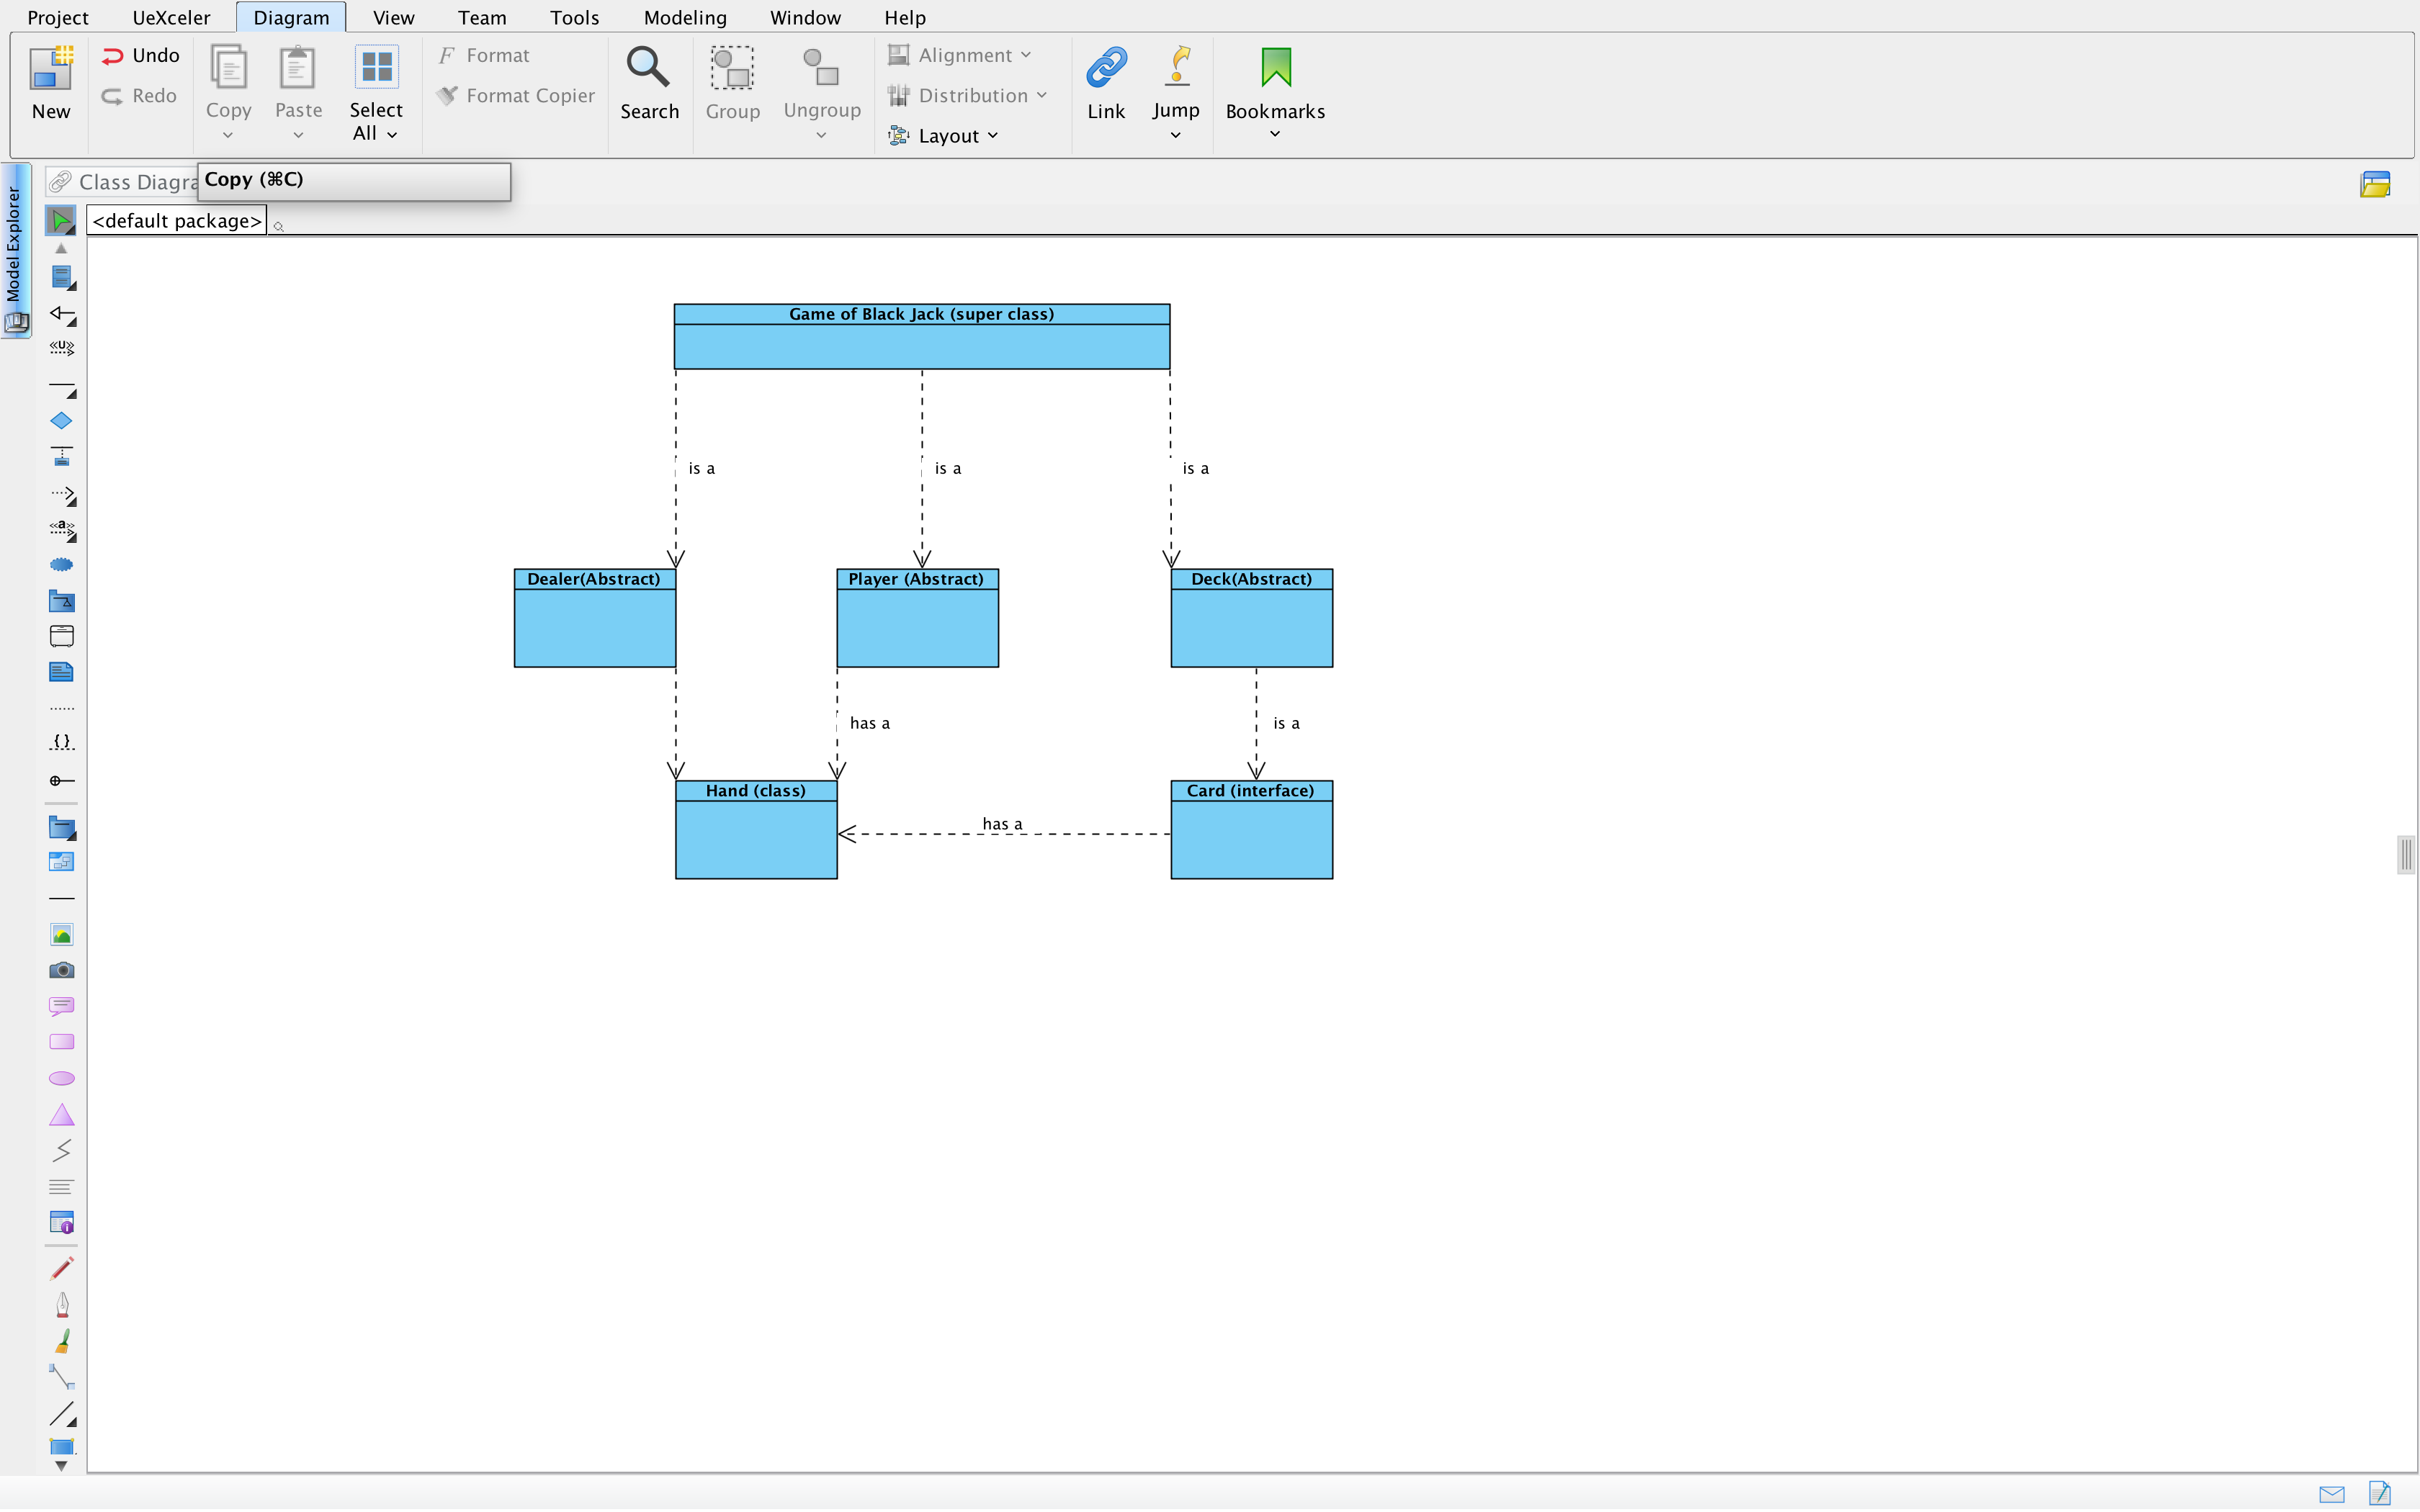 Project UeXceler Diagram View Team Tools Modeling Window Help
New
Undo
Redo
Copy
Paste
Select
All
Format
Format Copier
Search
Group
Ungroup
Alignment
Distribution
Layout
Link
Jump
Bookmarks
Model Explorer
Class Diagra
Copy (⌘C)
<default package>
«U»
«a»
{ }
Game of Black Jack (super class)
is a is a is a
Dealer(Abstract) Player (Abstract) Deck(Abstract)
has a is a
Hand (class) Card (interface)
has a